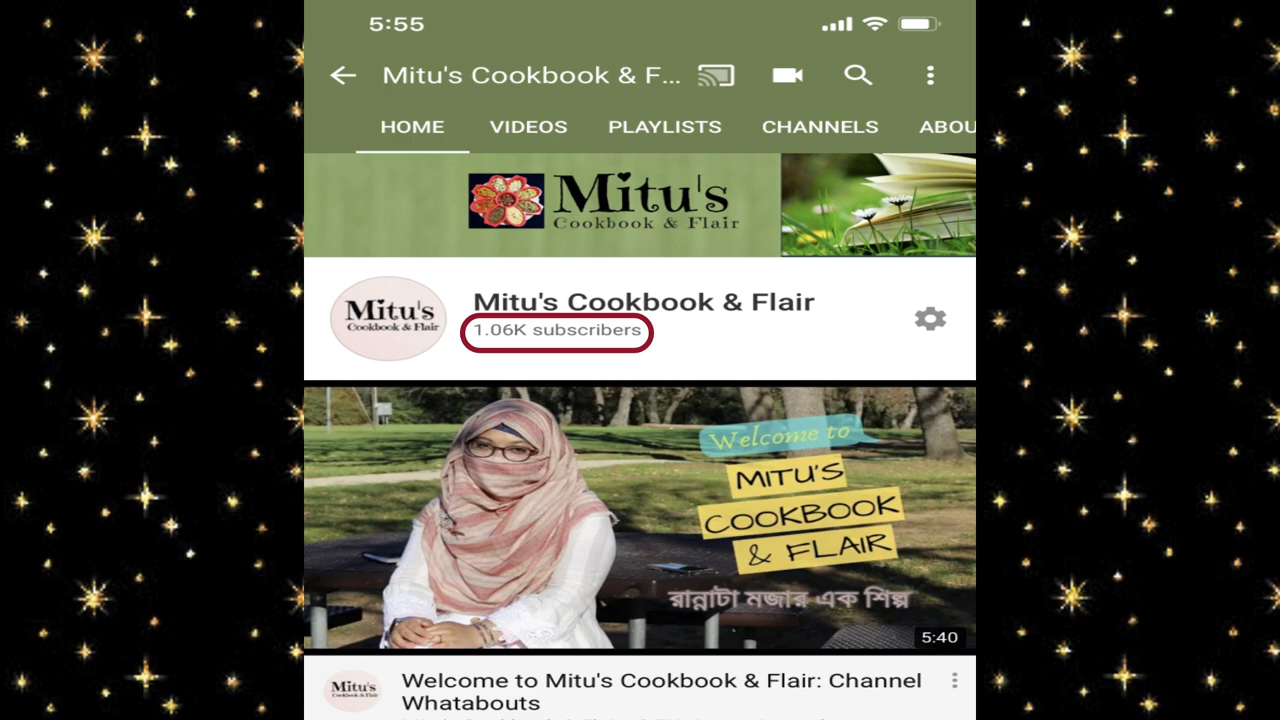 5:55
Mitu's Cookbook & F...
HOME VIDEOS PLAYLISTS CHANNELS ABOU
Mitu's
Cookbook & Flair
Mitu's
Cookbook & Flair
Mitu's Cookbook & Flair
1.06K subscribers
Welcome to
MITU'S
COOKBOOK
& FLAIR
রান্নাটা মজার এক শিল্প
5:40
Mitu's
Cookbook & Flair
Welcome to Mitu's Cookbook & Flair: Channel
Whatabouts